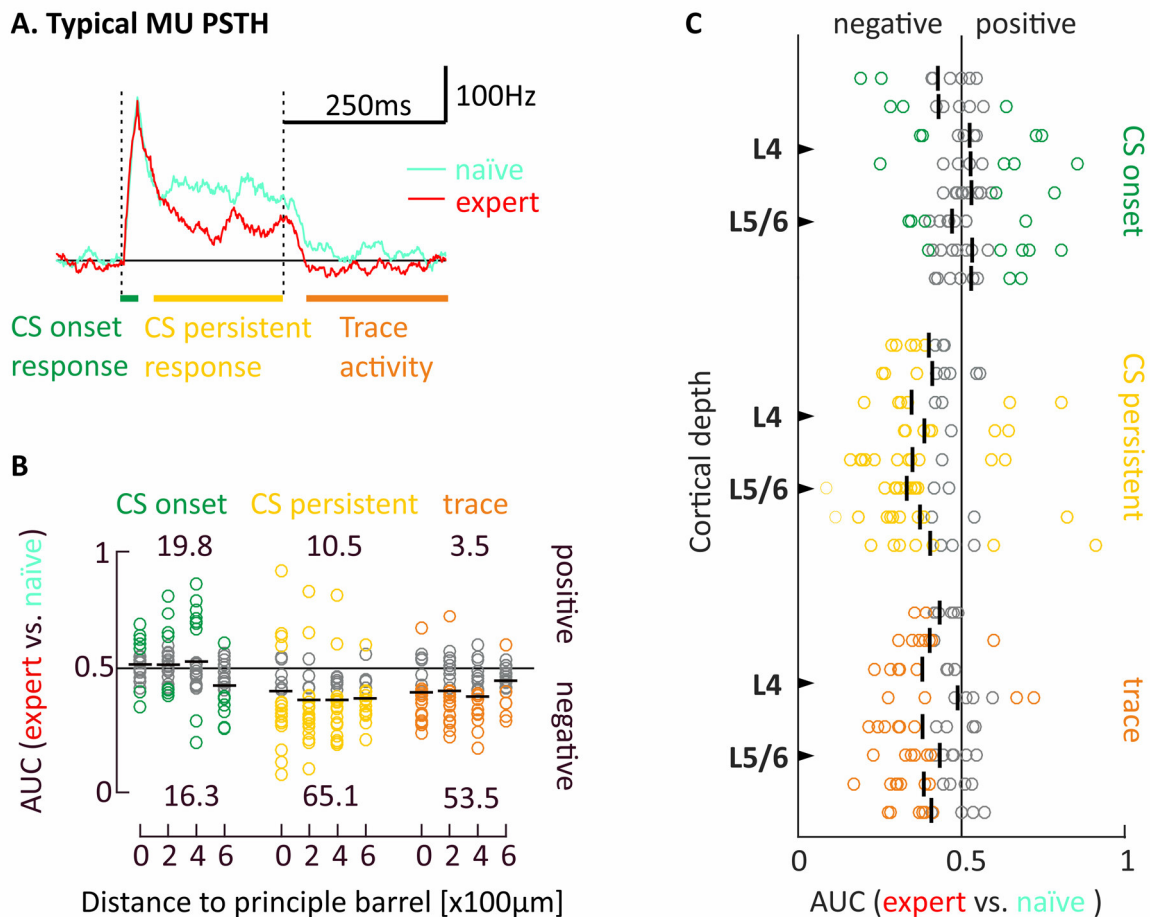 A. Typical MU PSTH
250ms
100Hz
naïve
expert
CS onset
response
CS persistent
response
Trace
activity
B
CS onset
CS persistent
trace
19.8
10.5
3.5
1
0.5
0
AUC (expert vs. naïve)
positive
negative
16.3
65.1
53.5
0 2 4 6
0 2 4 6
0 2 4 6
Distance to principle barrel [x100µm]
C
negative
positive
L4
L5/6
CS onset
Cortical depth
L4
L5/6
CS persistent
L4
L5/6
trace
0
0.5
1
AUC (expert vs. naïve )